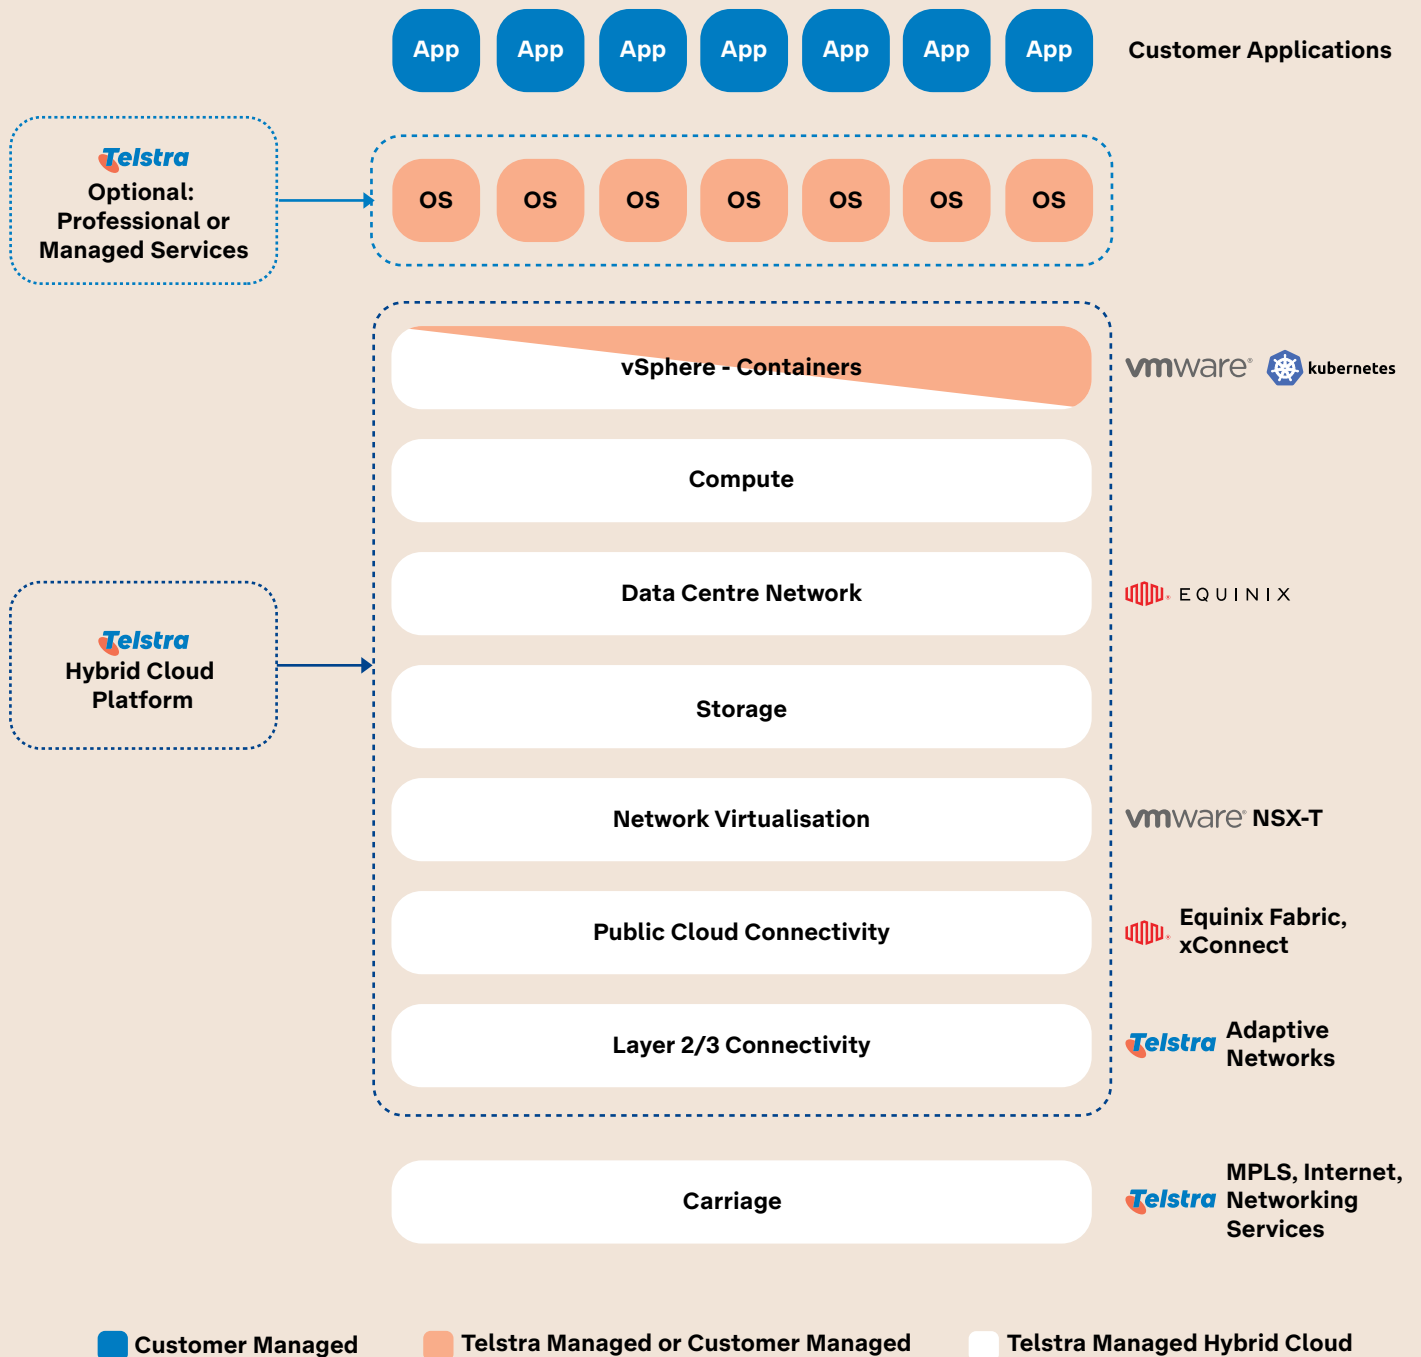 App App App App App App App Customer Applications
Telstra
Optional:
Professional or
Managed Services
OS OS OS OS OS OS OS
vSphere - Containers
vmware® kubernetes
Compute
Data Centre Network
EQUINIX
Telstra
Hybrid Cloud
Platform
Storage
Network Virtualisation
vmware® NSX-T
Public Cloud Connectivity
Equinix Fabric,
xConnect
Layer 2/3 Connectivity
Telstra
Adaptive
Networks
Carriage
Telstra
MPLS, Internet,
Networking
Services
Customer Managed
Telstra Managed or Customer Managed
Telstra Managed Hybrid Cloud